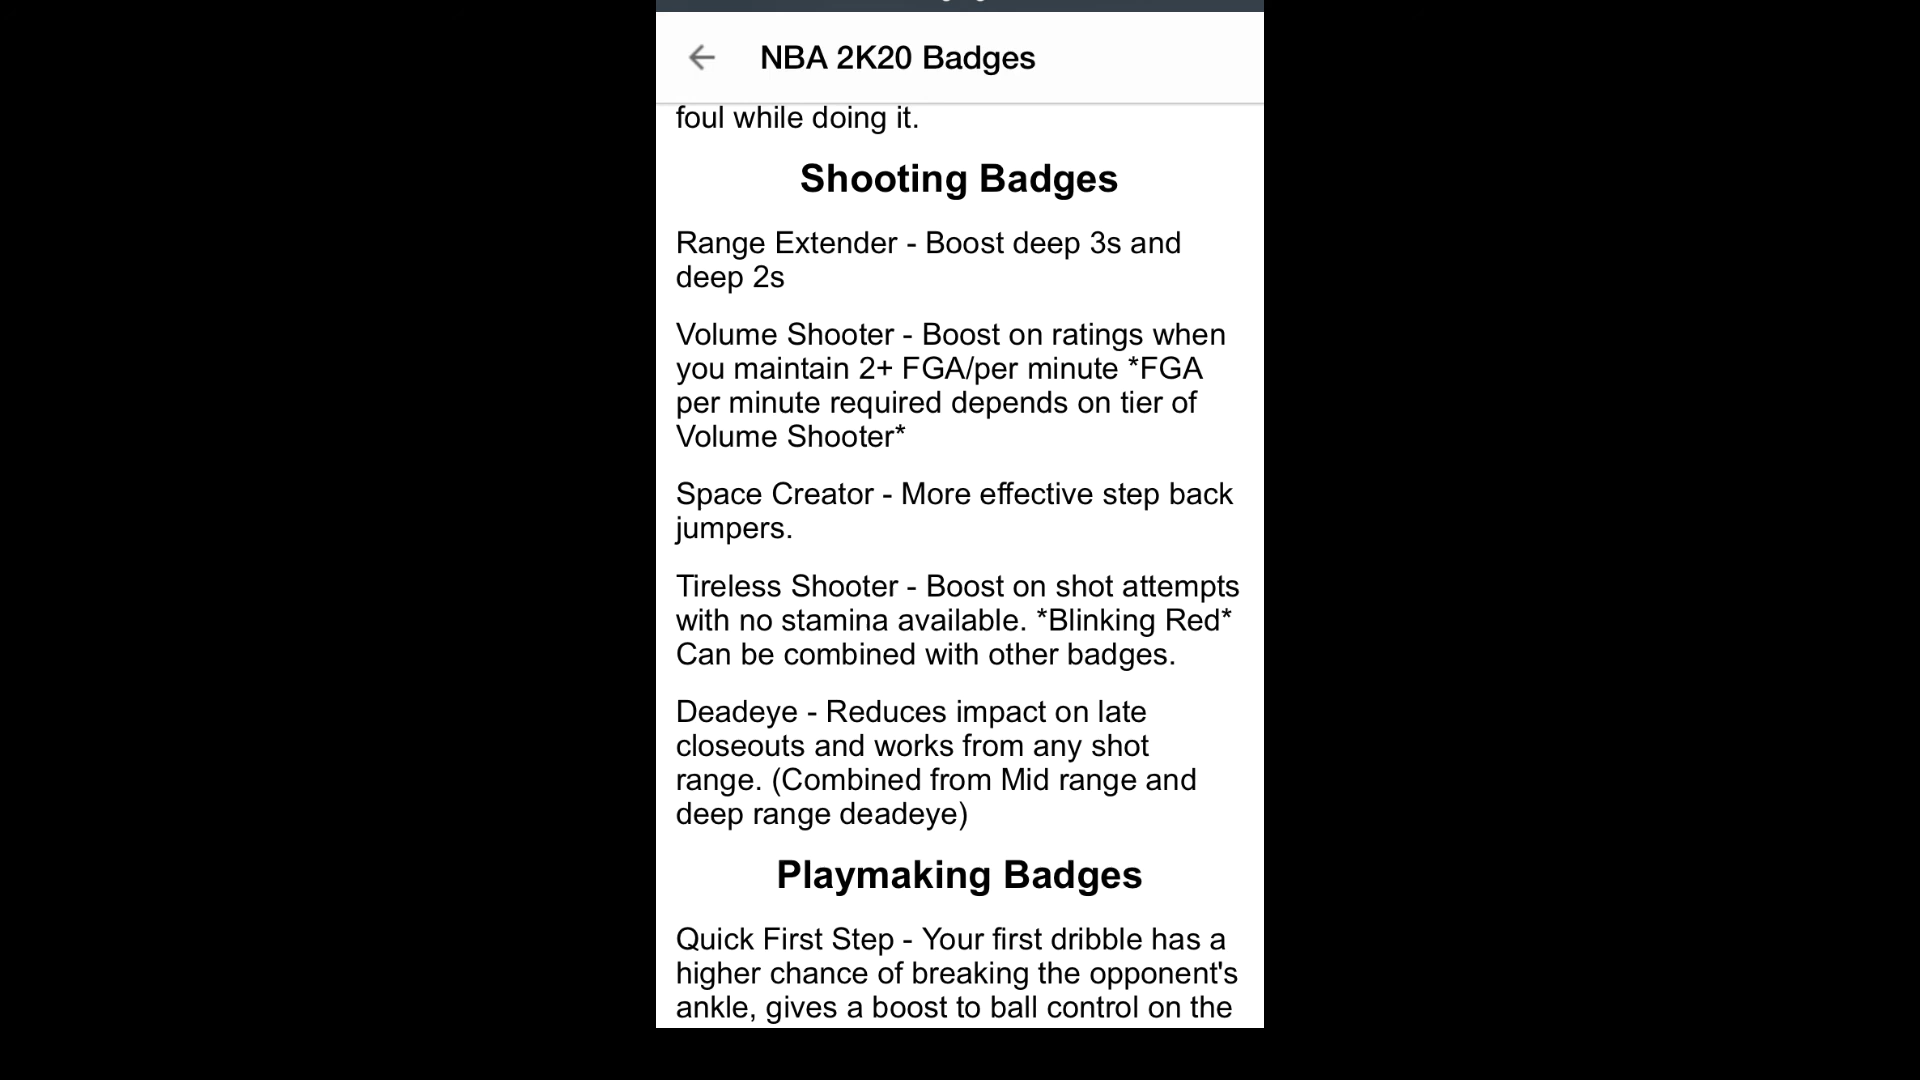 NBA 2K20 Badges
foul while doing it.
Shooting Badges
Range Extender - Boost deep 3s and
deep 2s
Volume Shooter - Boost on ratings when
you maintain 2+ FGA/per minute *FGA
per minute required depends on tier of
Volume Shooter*
Space Creator - More effective step back
jumpers.
Tireless Shooter - Boost on shot attempts
with no stamina available. *Blinking Red*
Can be combined with other badges.
Deadeye - Reduces impact on late
closeouts and works from any shot
range. (Combined from Mid range and
deep range deadeye)
Playmaking Badges
Quick First Step - Your first dribble has a
higher chance of breaking the opponent's
ankle, gives a boost to ball control on the